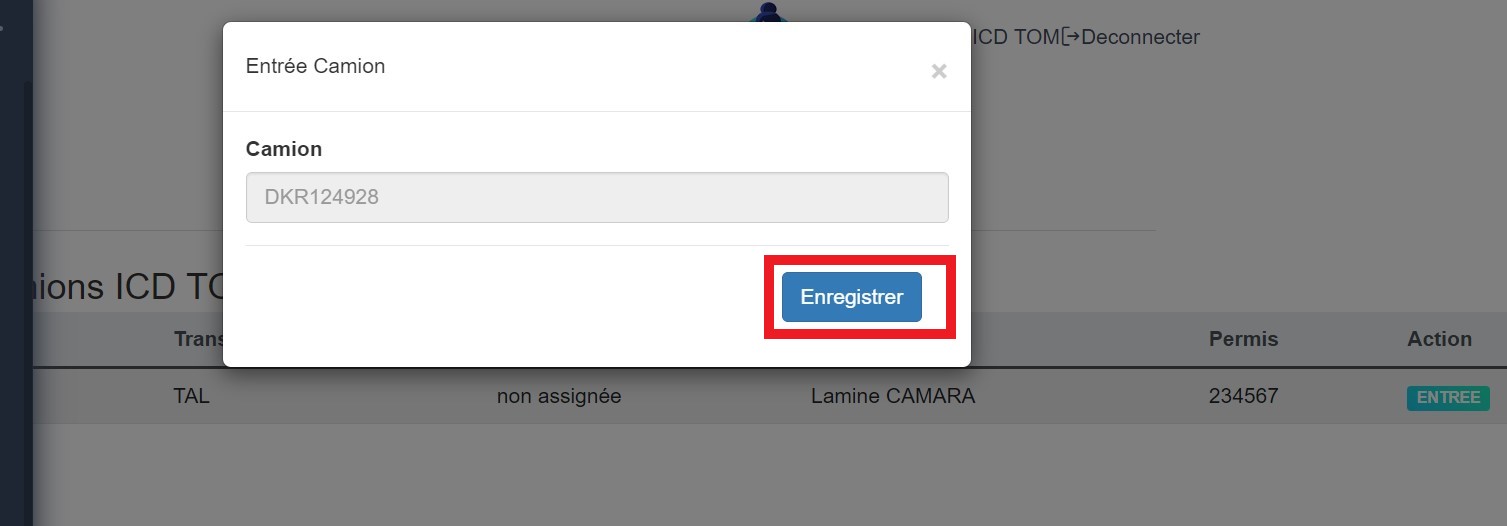 ICD TOM Deconnecter
Entrée Camion
×
Camion
DKR124928
Enregistrer
ions ICD TO
Trans Permis Action
TAL non assignée Lamine CAMARA 234567 ENTREE